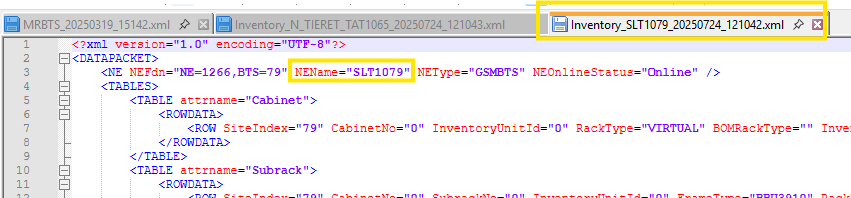 MRBTS_20250319_15142.xml Inventory_N_TIERET_TAT1065_20250724_121043.xml Inventory_SLT1079_20250724_121042.xml
1 <?xml version="1.0" encoding="UTF-8"?>
2 <DATAPACKET>
3 <NE NEFdn="NE=1266,BTS=79" NEName="SLT1079" NEType="GSMBTS" NEOnlineStatus="Online" />
4 <TABLES>
5 <TABLE attrname="Cabinet">
6 <ROWDATA>
7 <ROW SiteIndex="79" CabinetNo="0" InventoryUnitId="0" RackType="VIRTUAL" BOMRackType="" Inve
8 </ROWDATA>
9 </TABLE>
10 <TABLE attrname="Subrack">
11 <ROWDATA>
12 <ROW SiteIndex="79" CabinetNo="0" SubrackNo="0" InventoryUnitId="0" FrameType="BBU3910" Rack